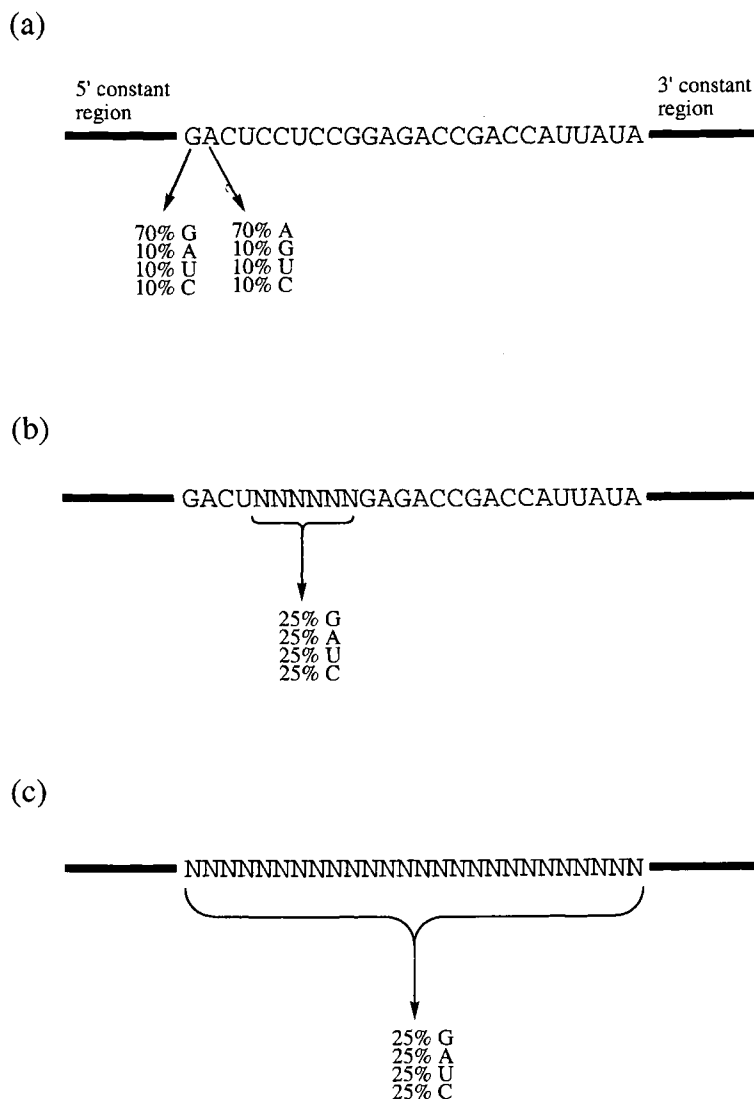 (a)
5' constant
region
3' constant
region
GACUCCUCCGGAGACCGACCAUUAUA
70% G
10% A
10% U
10% C
70% A
10% G
10% U
10% C
(b)
GACUNNNNNNGAGACCGACCAUUAUA
25% G
25% A
25% U
25% C
(c)
NNNNNNNNNNNNNNNNNNNNNNNNNN
25% G
25% A
25% U
25% C